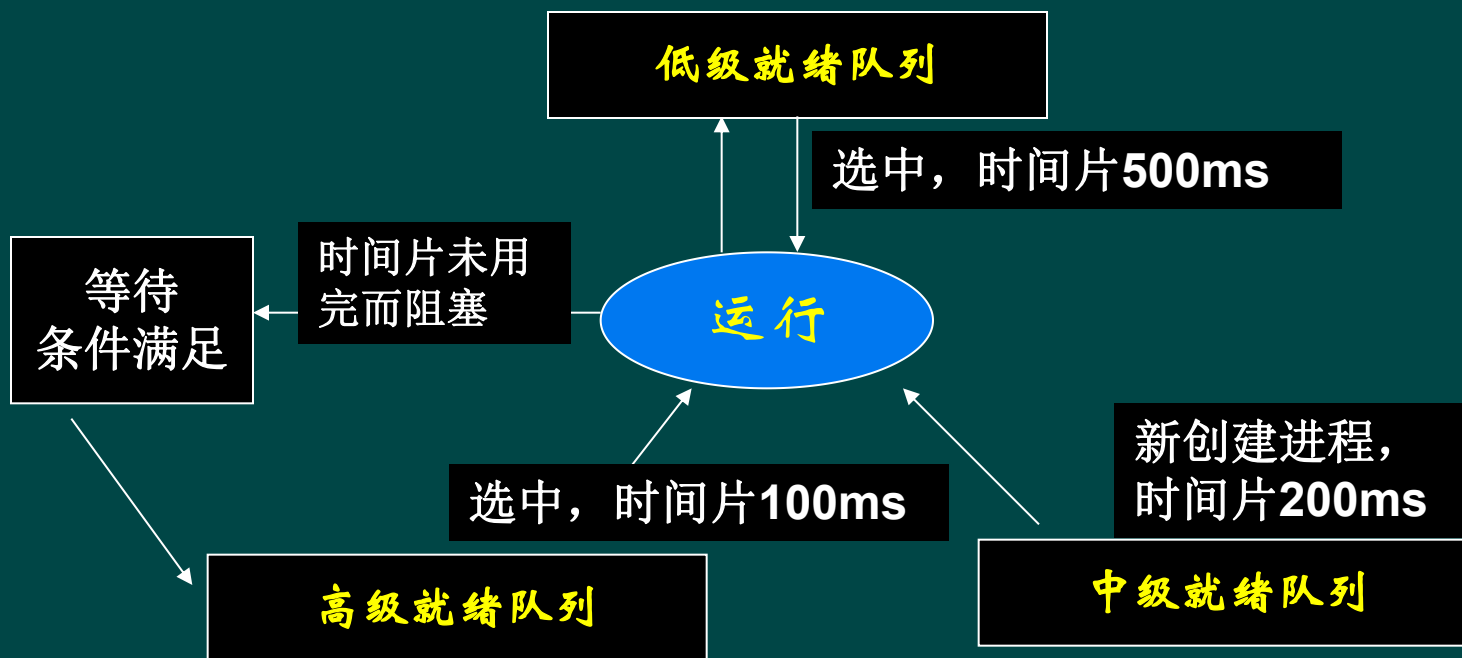 低级就绪队列
选中，时间片500ms
时间片未用
完而阻塞
等待
条件满足
运行
新创建进程，
时间片200ms
选中，时间片100ms
高级就绪队列
中级就绪队列